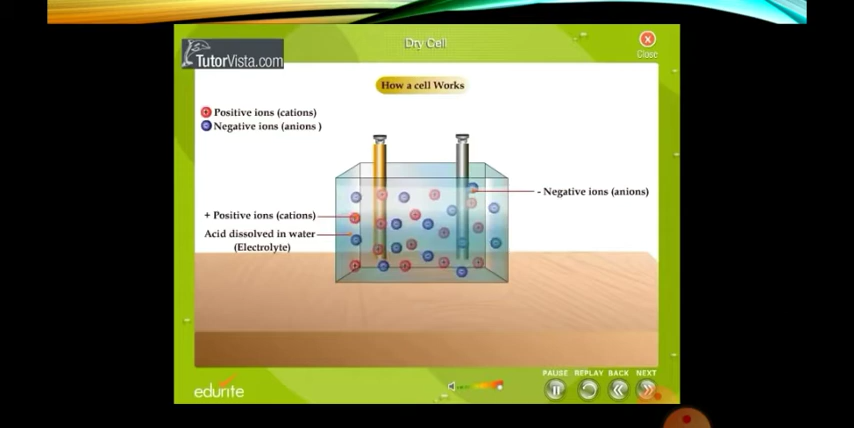 Dry Cell
Close
TutorVista.com
How a cell Works
Positive ions (cations)
Negative ions (anions )
- Negative ions (anions)
+ Positive ions (cations)
Acid dissolved in water
(Electrolyte)
PAUSE REPLAY BACK NEXT
edurite